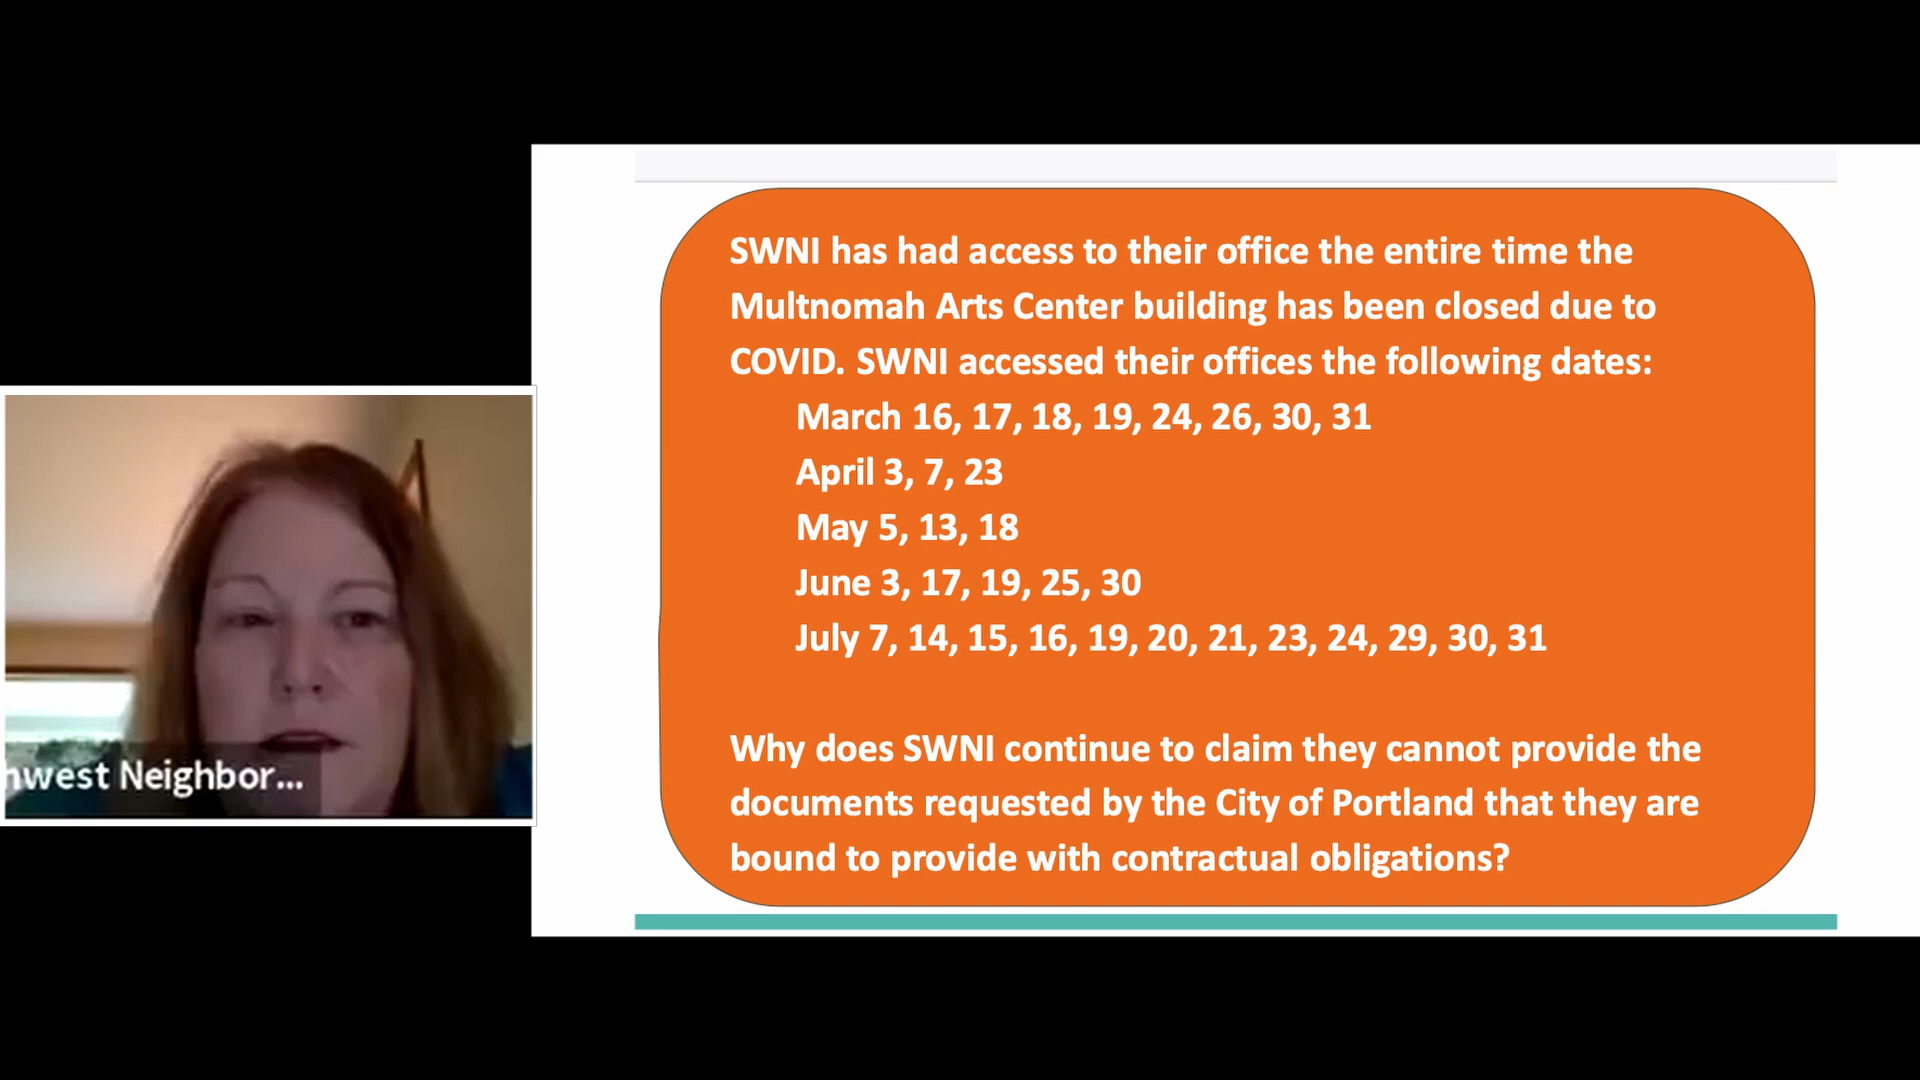 SWNI has had access to their office the entire time the
Multnomah Arts Center building has been closed due to
COVID. SWNI accessed their offices the following dates:
March 16, 17, 18, 19, 24, 26, 30, 31
April 3, 7, 23
May 5, 13, 18
June 3, 17, 19, 25, 30
July 7, 14, 15, 16, 19, 20, 21, 23, 24, 29, 30, 31
Why does SWNI continue to claim they cannot provide the
documents requested by the City of Portland that they are
bound to provide with contractual obligations?
hwest Neighbor...